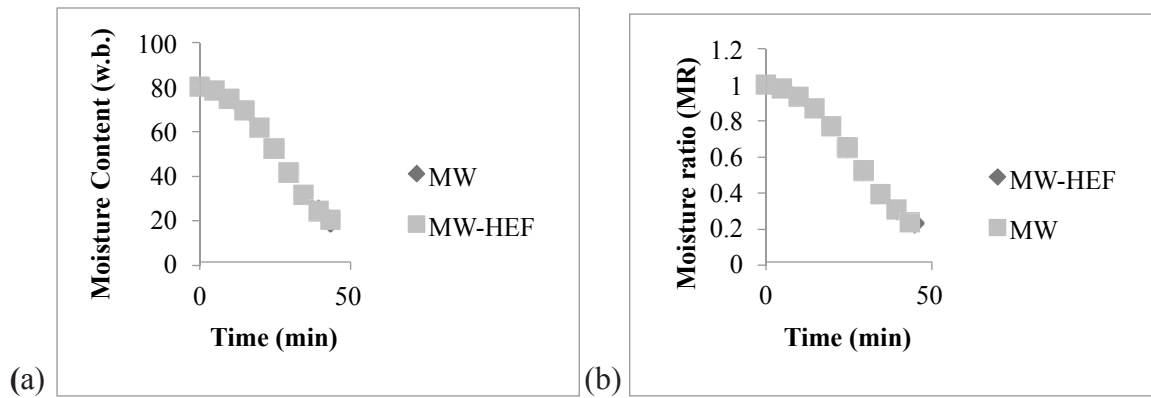 Moisture Content (w.b.)
100
80
60
40
20
0
0
50
Time (min)
MW
MW-HEF
(a)
Moisture ratio (MR)
1.2
1
0.8
0.6
0.4
0.2
0
0
50
Time (min)
MW-HEF
MW
(b)